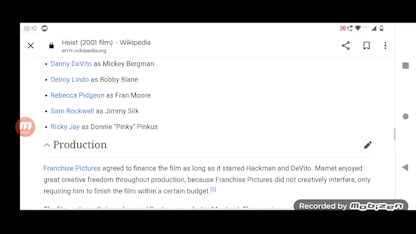 10:10
Heist (2001 film) - Wikipedia
en.m.wikipedia.org
• Danny DeVito as Mickey Bergman
• Delroy Lindo as Bobby Blane
• Rebecca Pidgeon as Fran Moore
• Sam Rockwell as Jimmy Silk
• Ricky Jay as Donnie "Pinky" Pinkus
Production
Franchise Pictures agreed to finance the film as long as it starred Hackman and DeVito. Mamet enjoyed
great creative freedom throughout production, because Franchise Pictures did not creatively interfere, only
requiring him to finish the film within a certain budget.
Recorded by MOBIZEN